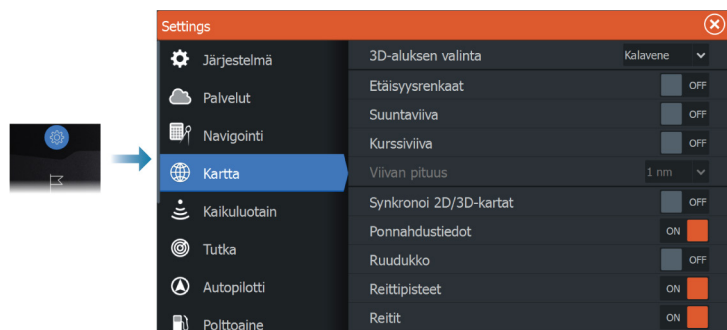 Settings
Järjestelmä
Palvelut
Navigointi
Kartta
Kaikuluotain
Tutka
Autopilotti
Polttoaine
3D-aluksen valinta Kalavene
Etäisyysrenkaat OFF
Suuntaviiva OFF
Kurssiviiva OFF
Viivan pituus 1 nm
Synkronoi 2D/3D-kartat OFF
Ponnahdustiedot ON
Ruudukko OFF
Reittipisteet ON
Reitit ON